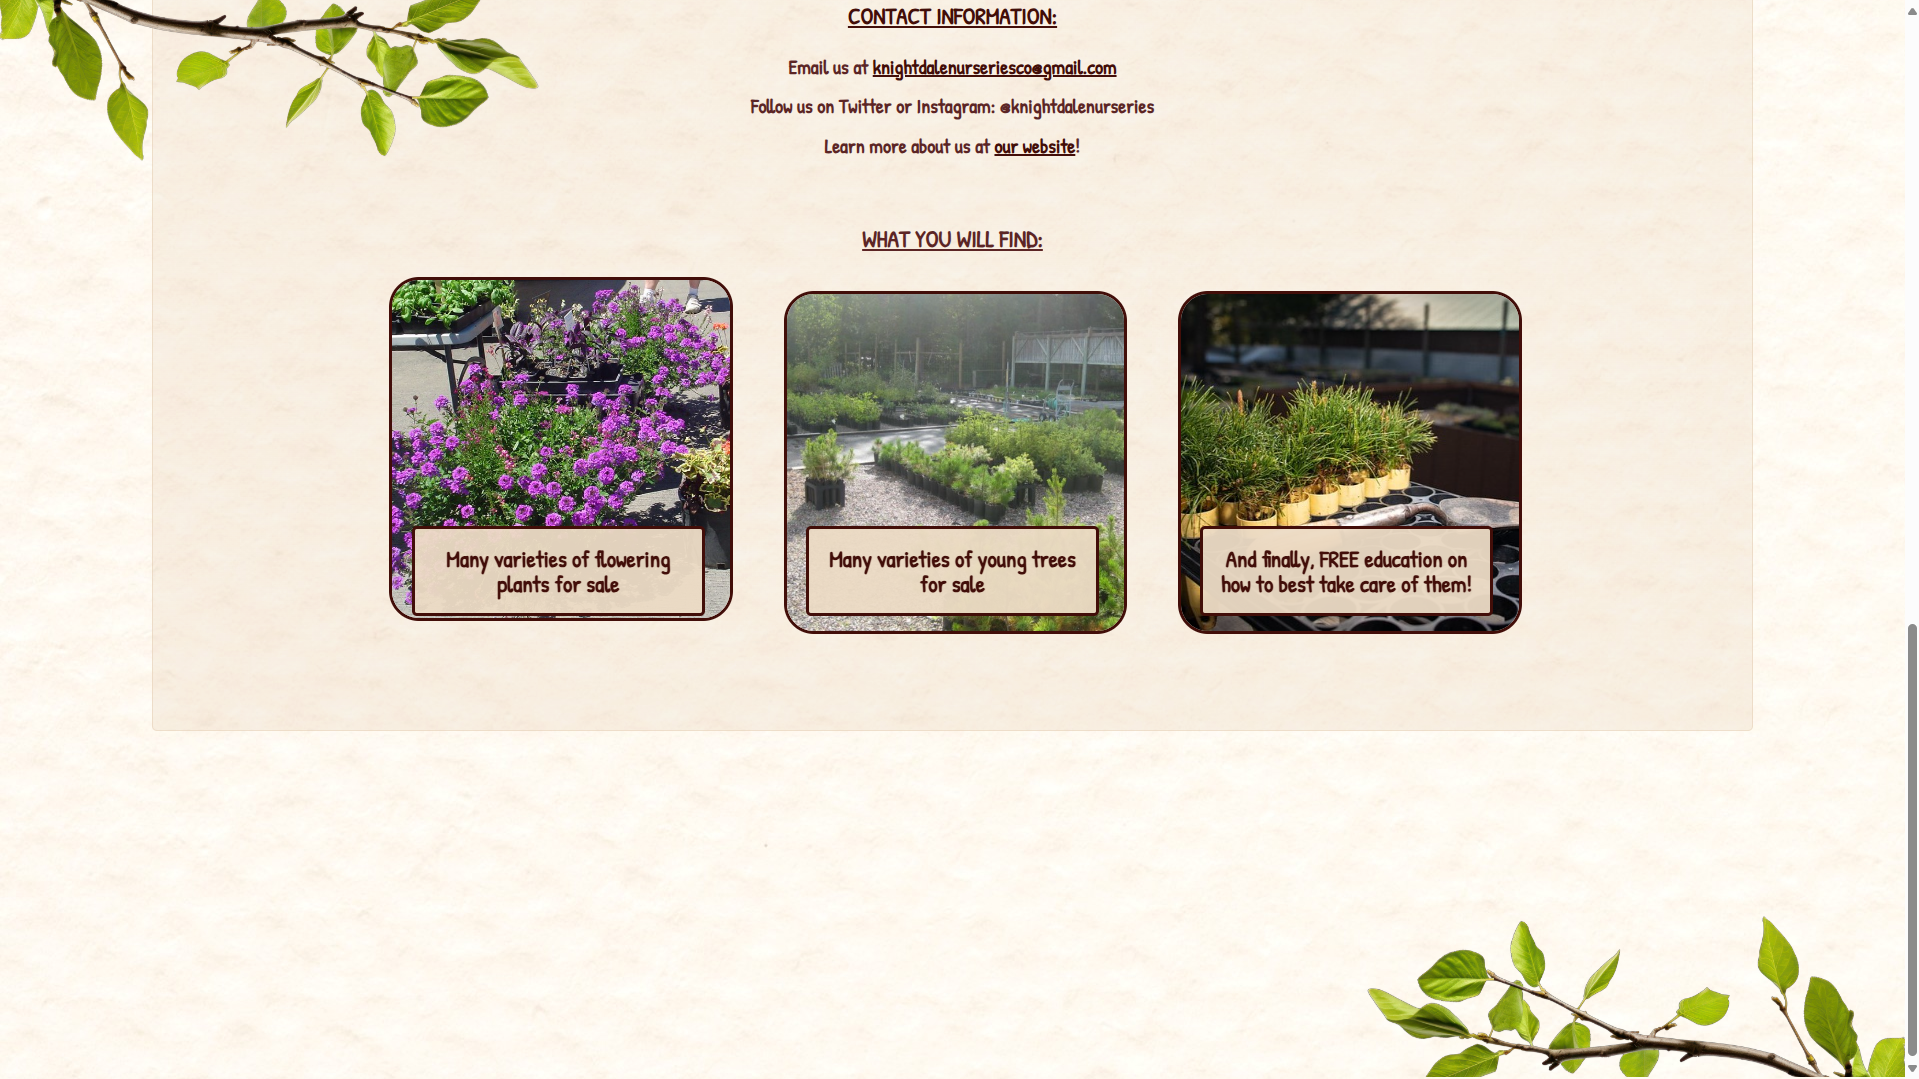 CONTACT INFORMATION:
Email us at knightdalenurseriesco@gmail.com
Follow us on Twitter or Instagram: @knightdalenurseries
Learn more about us at our website!
WHAT YOU WILL FIND:
Many varieties of flowering
plants for sale
Many varieties of young trees
for sale
And finally, FREE education on
how to best take care of them!